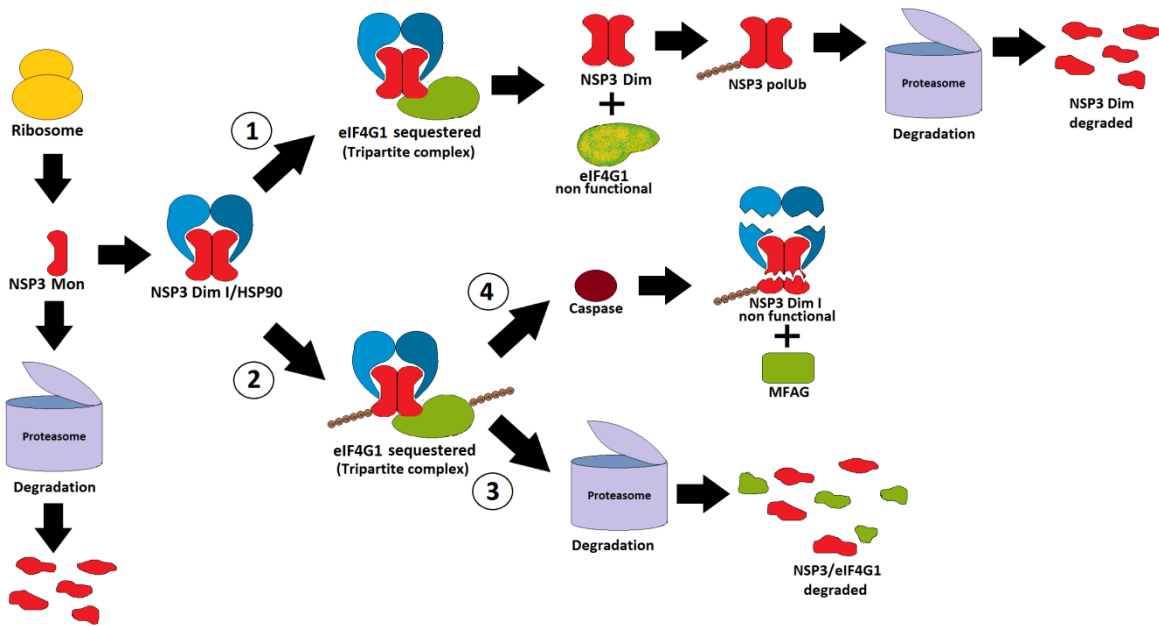 Ribosome
NSP3 Mon
Proteasome
Degradation
NSP3 Dim I/HSP90
1
eIF4G1 sequestered
(Tripartite complex)
NSP3 Dim
+
eIF4G1
non functional
NSP3 polUb
Proteasome
Degradation
NSP3 Dim
degraded
2
eIF4G1 sequestered
(Tripartite complex)
4
Caspase
NSP3 Dim I
non functional
+
MFAG
3
Proteasome
Degradation
NSP3/eIF4G1
degraded